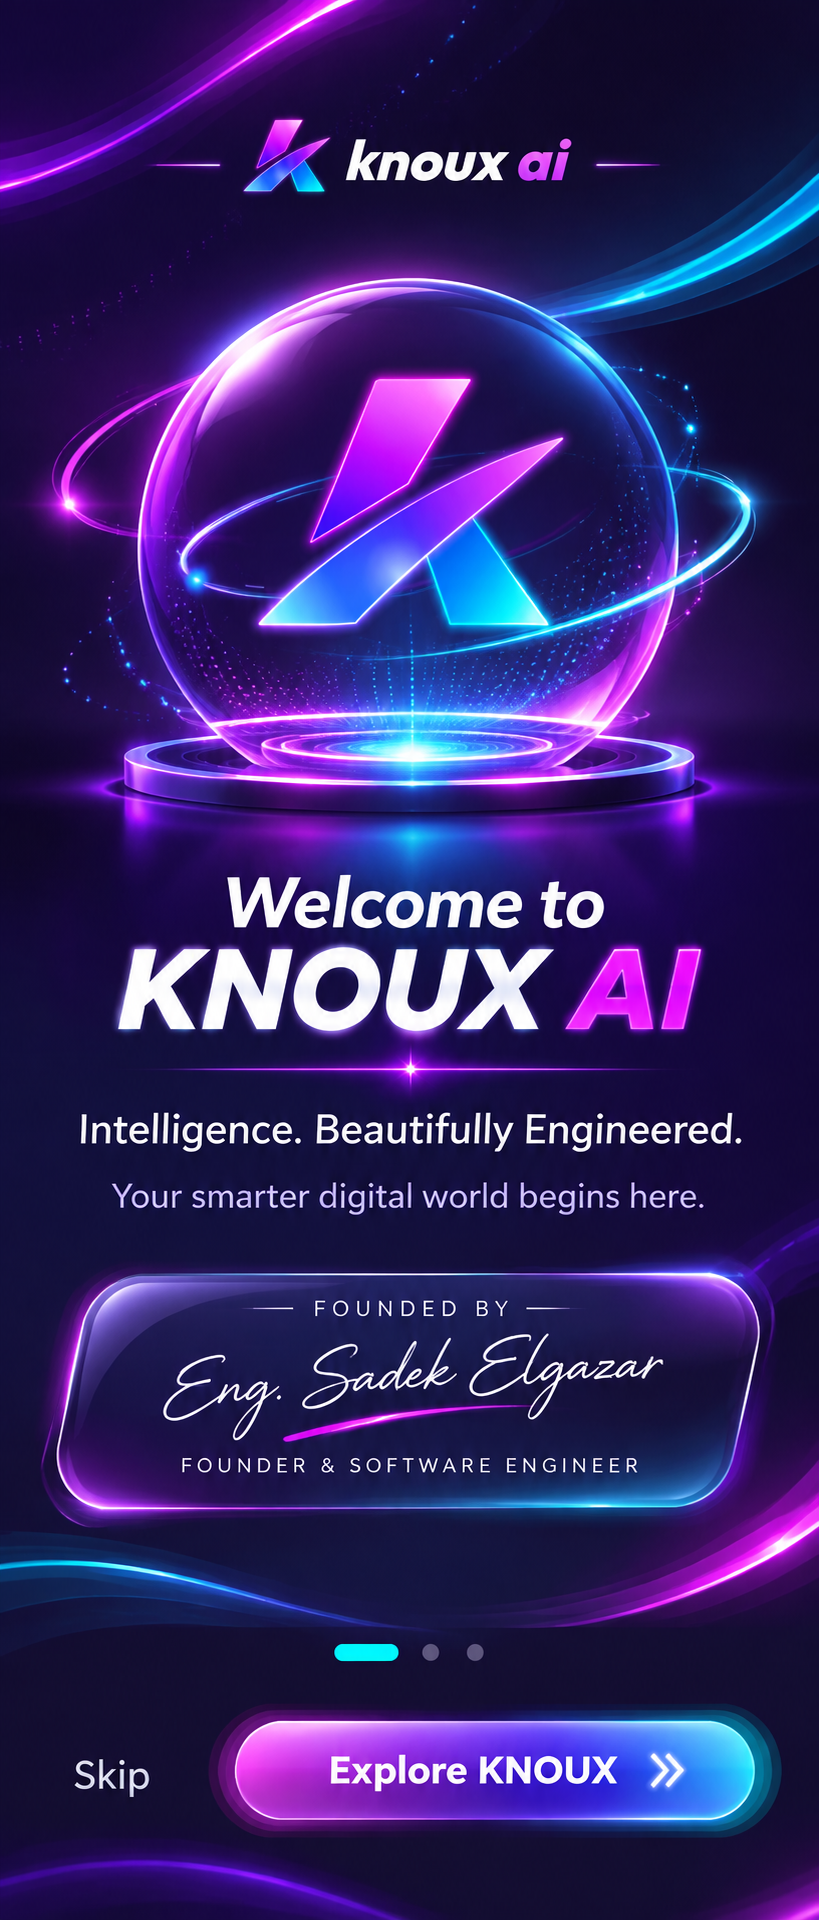 knoux ai
Welcome to
KNOUX AI
Intelligence. Beautifully Engineered.
Your smarter digital world begins here.
FOUNDED BY
Eng. Sadek Elgazar
FOUNDER & SOFTWARE ENGINEER
Skip
Explore KNOUX